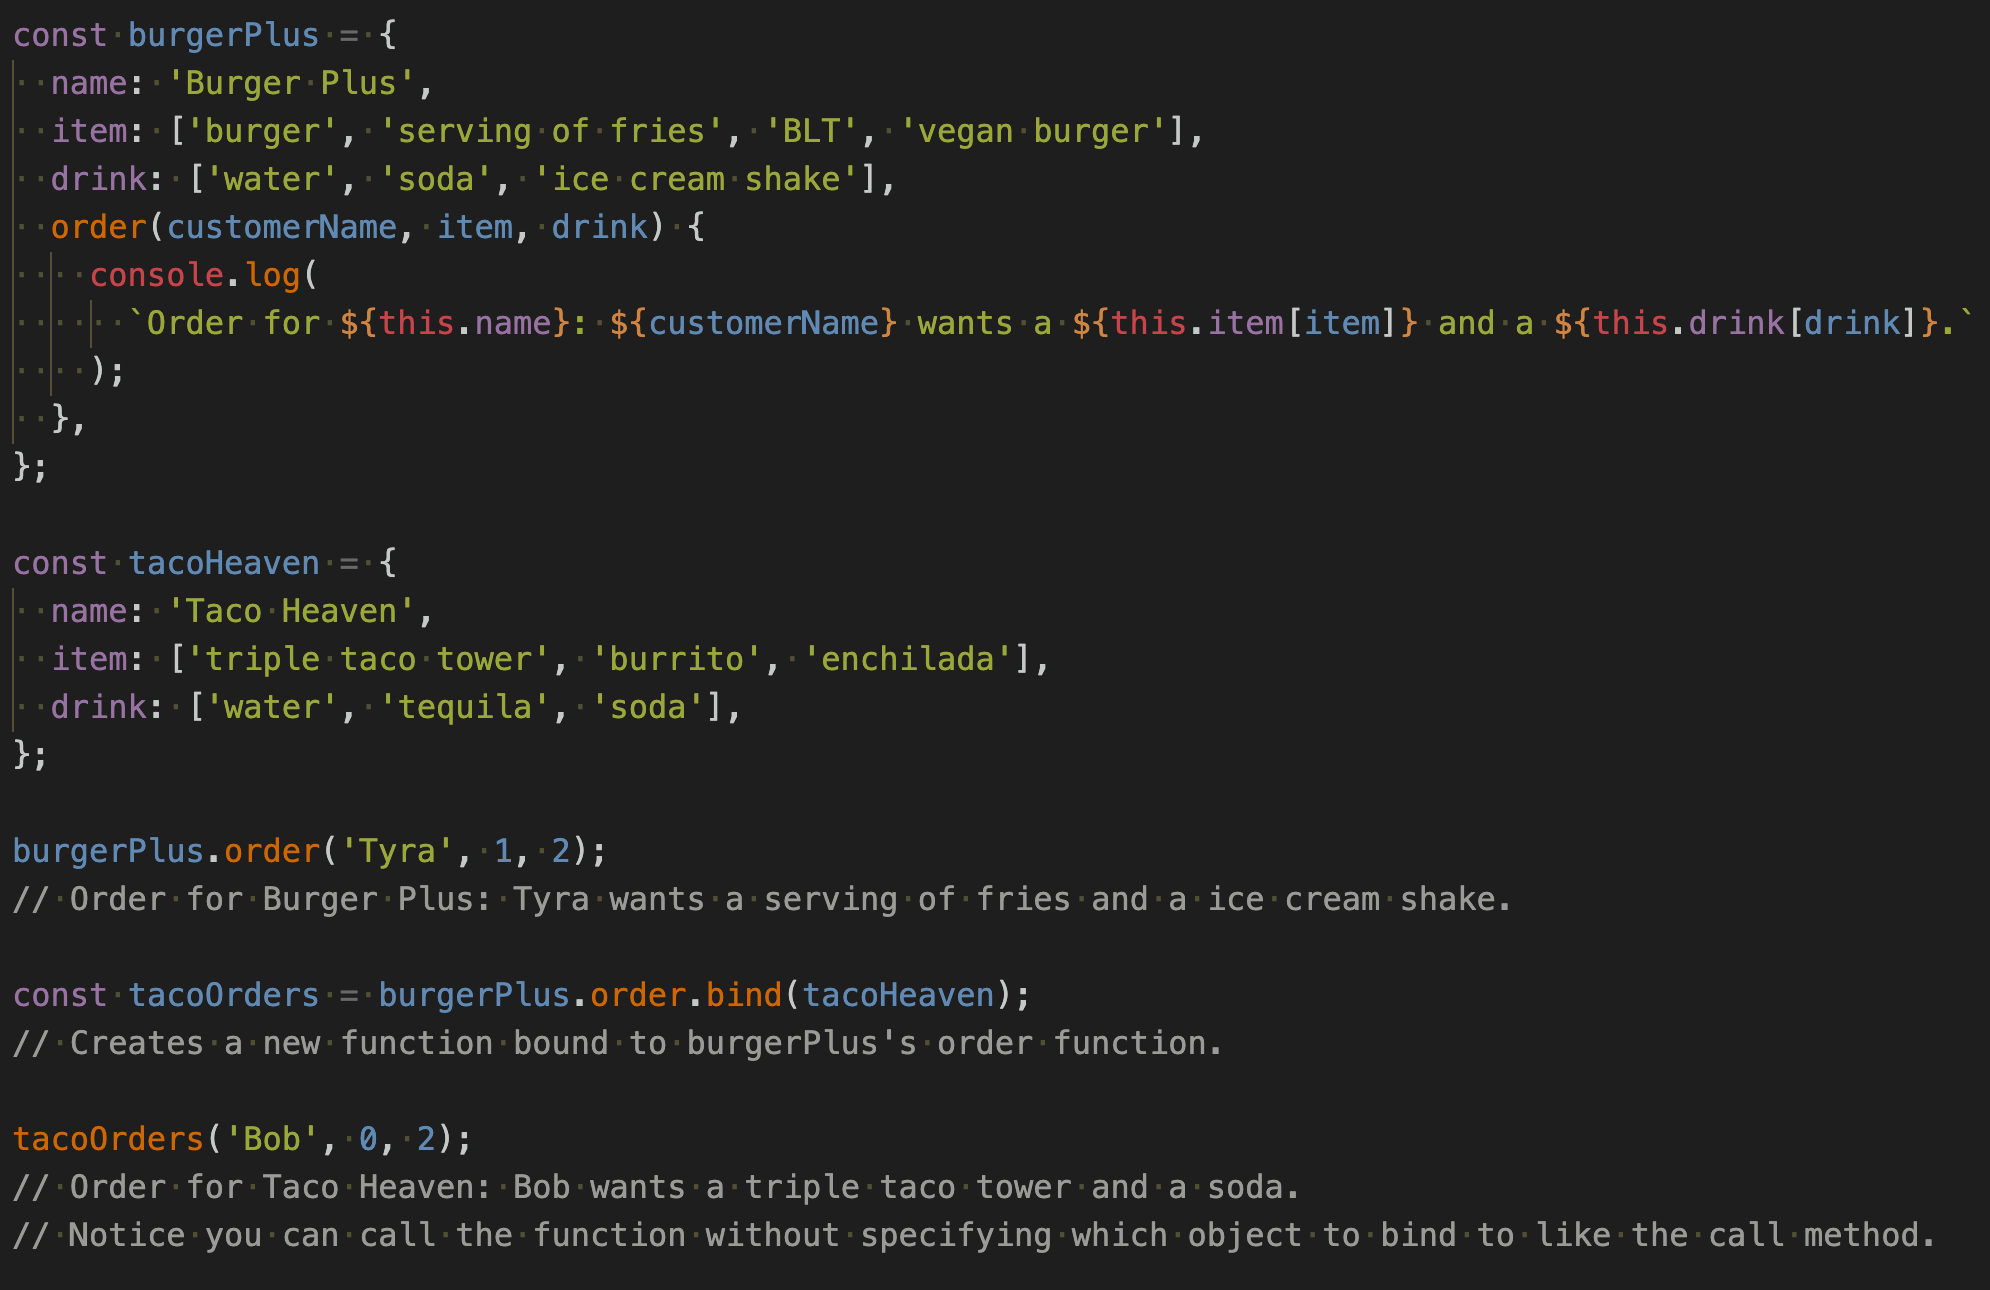 const burgerPlus = {
  name: 'Burger Plus',
  item: ['burger', 'serving of fries', 'BLT', 'vegan burger'],
  drink: ['water', 'soda', 'ice cream shake'],
  order(customerName, item, drink) {
    console.log(
      `Order for ${this.name}: ${customerName} wants a ${this.item[item]} and a ${this.drink[drink]}.`
    );
  },
};

const tacoHeaven = {
  name: 'Taco Heaven',
  item: ['triple taco tower', 'burrito', 'enchilada'],
  drink: ['water', 'tequila', 'soda'],
};

burgerPlus.order('Tyra', 1, 2);
// Order for Burger Plus: Tyra wants a serving of fries and a ice cream shake.

const tacoOrders = burgerPlus.order.bind(tacoHeaven);
// Creates a new function bound to burgerPlus's order function.

tacoOrders('Bob', 0, 2);
// Order for Taco Heaven: Bob wants a triple taco tower and a soda.
// Notice you can call the function without specifying which object to bind to like the call method.